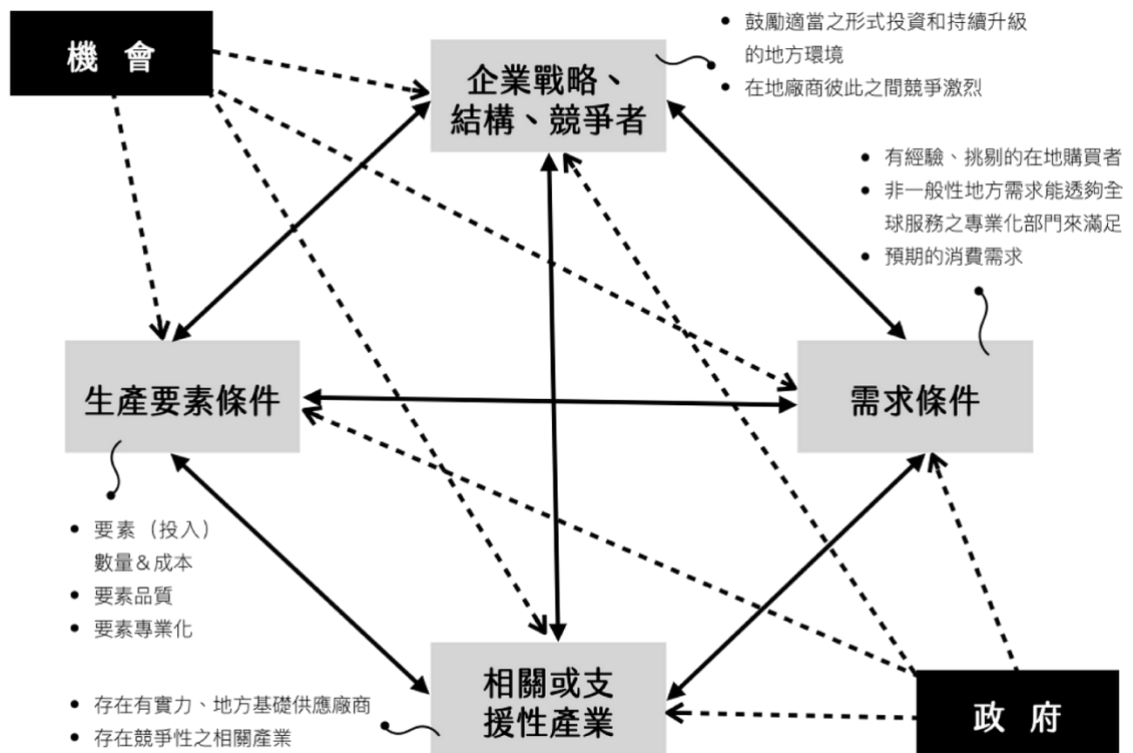 機會
企業戰略、
結構、競爭者
鼓勵適當之形式投資和持續升級
的地方環境
在地廠商彼此之間競爭激烈
有經驗、挑剔的在地購買者
非一般性地方需求能透夠全
球服務之專業化部門來滿足
預期的消費需求
生產要素條件
需求條件
要素（投入）
數量&成本
要素品質
要素專業化
相關或支
援性產業
存在有實力、地方基礎供應廠商
存在競爭性之相關產業
政府